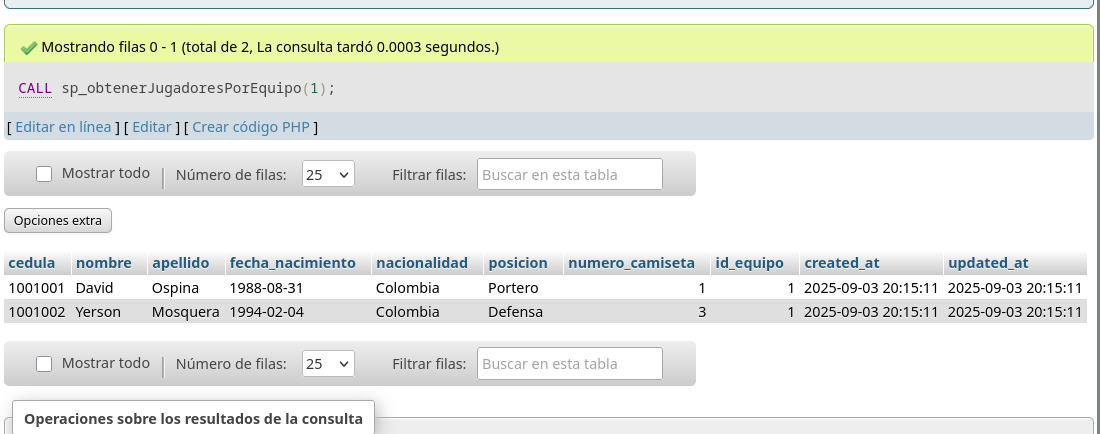 Mostrando filas 0 - 1 (total de 2, La consulta tardó 0.0003 segundos.)
CALL sp_obtenerJugadoresPorEquipo(1);
[ Editar en línea ] [ Editar ] [ Crear código PHP ]
Mostrar todo | Número de filas: 25 Filtrar filas: Buscar en esta tabla
Opciones extra
cedula nombre apellido fecha_nacimiento nacionalidad posicion numero_camiseta id_equipo created_at updated_at
1001001 David Ospina 1988-08-31 Colombia Portero 1 1 2025-09-03 20:15:11 2025-09-03 20:15:11
1001002 Yerson Mosquera 1994-02-04 Colombia Defensa 3 1 2025-09-03 20:15:11 2025-09-03 20:15:11
Mostrar todo | Número de filas: 25 Filtrar filas: Buscar en esta tabla
Operaciones sobre los resultados de la consulta